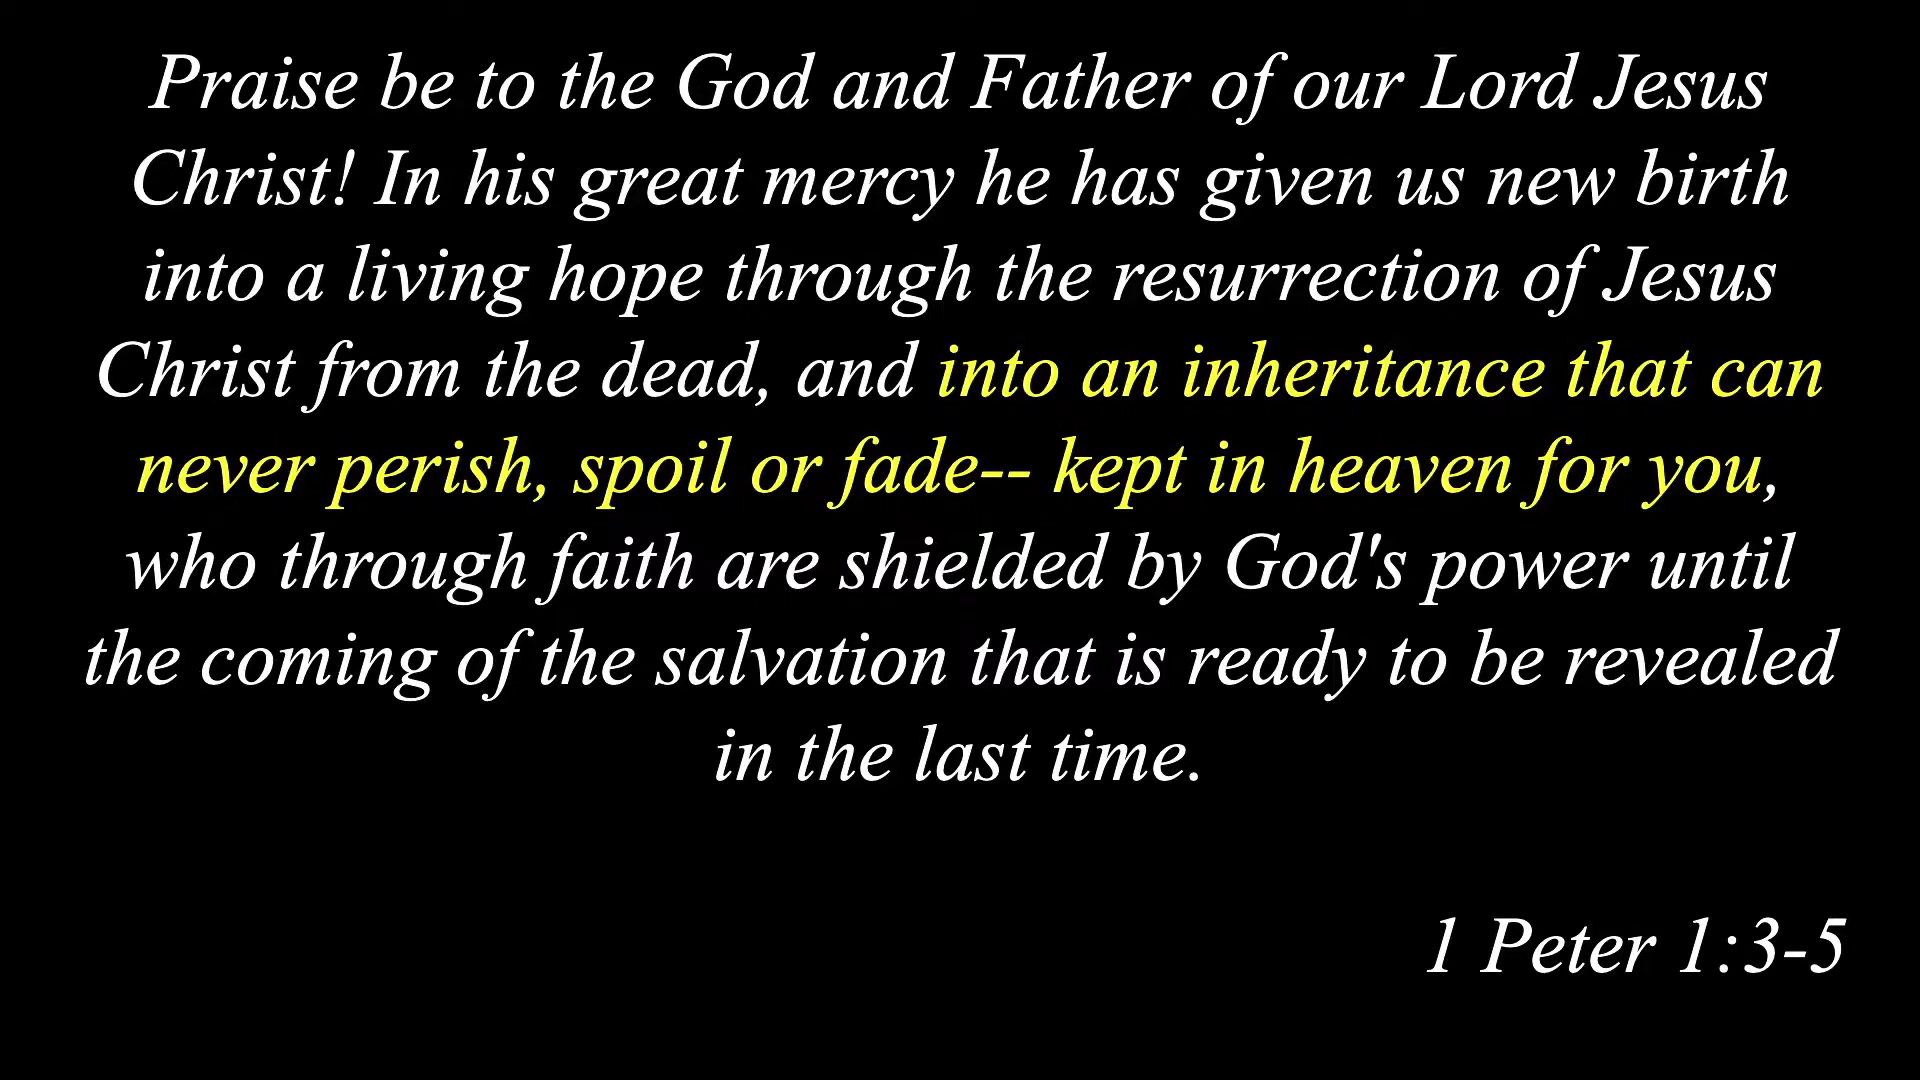 Praise be to the God and Father of our Lord Jesus
Christ! In his great mercy he has given us new birth
into a living hope through the resurrection of Jesus
Christ from the dead, and into an inheritance that can
never perish, spoil or fade-- kept in heaven for you,
who through faith are shielded by God's power until
the coming of the salvation that is ready to be revealed
in the last time.
1 Peter 1:3-5